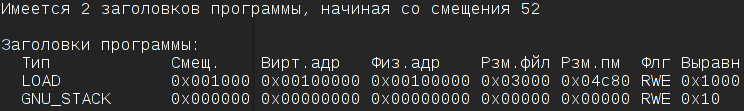 Имеется 2 заголовков программы, начиная со смещения 52
Заголовки программы:
Тип Смещ. Вирт.адр Физ.адр Рзм.фйл Рзм.пм Флг Выравн
LOAD 0x001000 0x00100000 0x00100000 0x03000 0x04c80 RWE 0x1000
GNU_STACK 0x000000 0x00000000 0x00000000 0x00000 0x00000 RWE 0x10